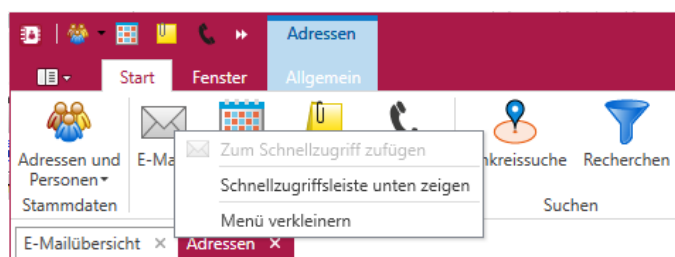 Adressen
Start Fenster Allgemein
Adressen und Personen
E-Ma
nkreissuche
Recherchen
Stammdaten
Suchen
Zum Schnellzugriff zufügen
Schnellzugriffsleiste unten zeigen
Menü verkleinern
E-Mailübersicht × Adressen ×